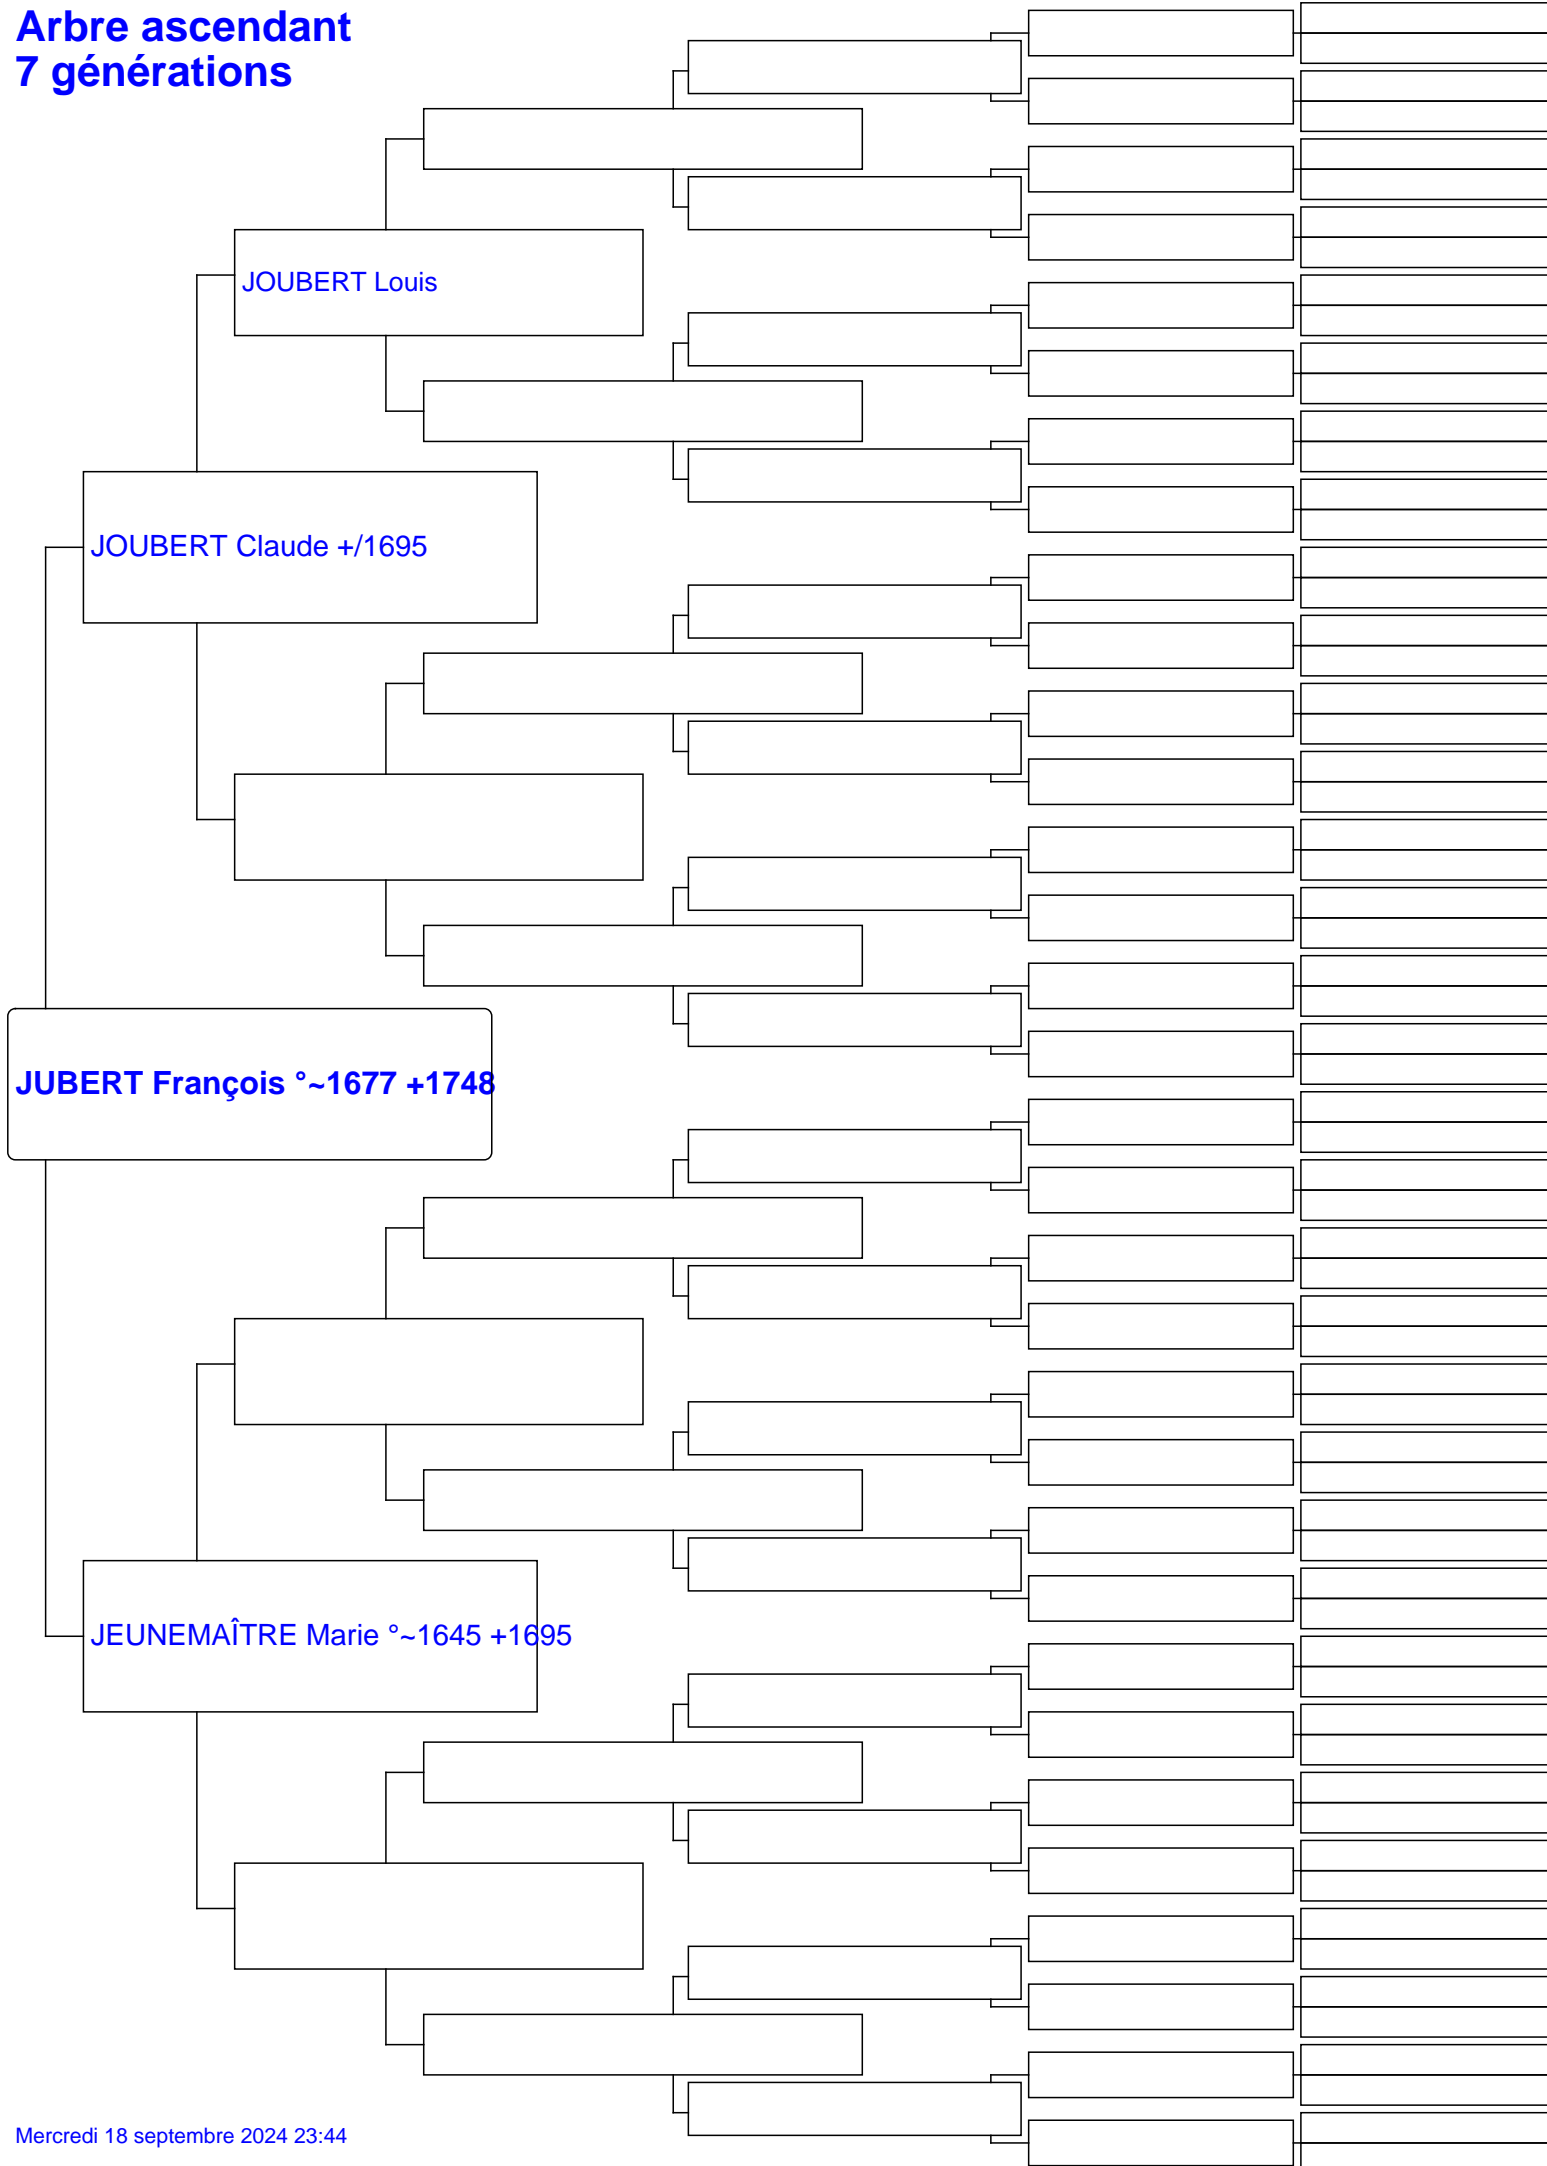 Arbre ascendant
7 générations
JOUBERT Louis
JOUBERT Claude +/1695
JUBERT François °~1677 +1748
JEUNEMAÎTRE Marie °~1645 +1695
Mercredi 18 septembre 2024 23:44